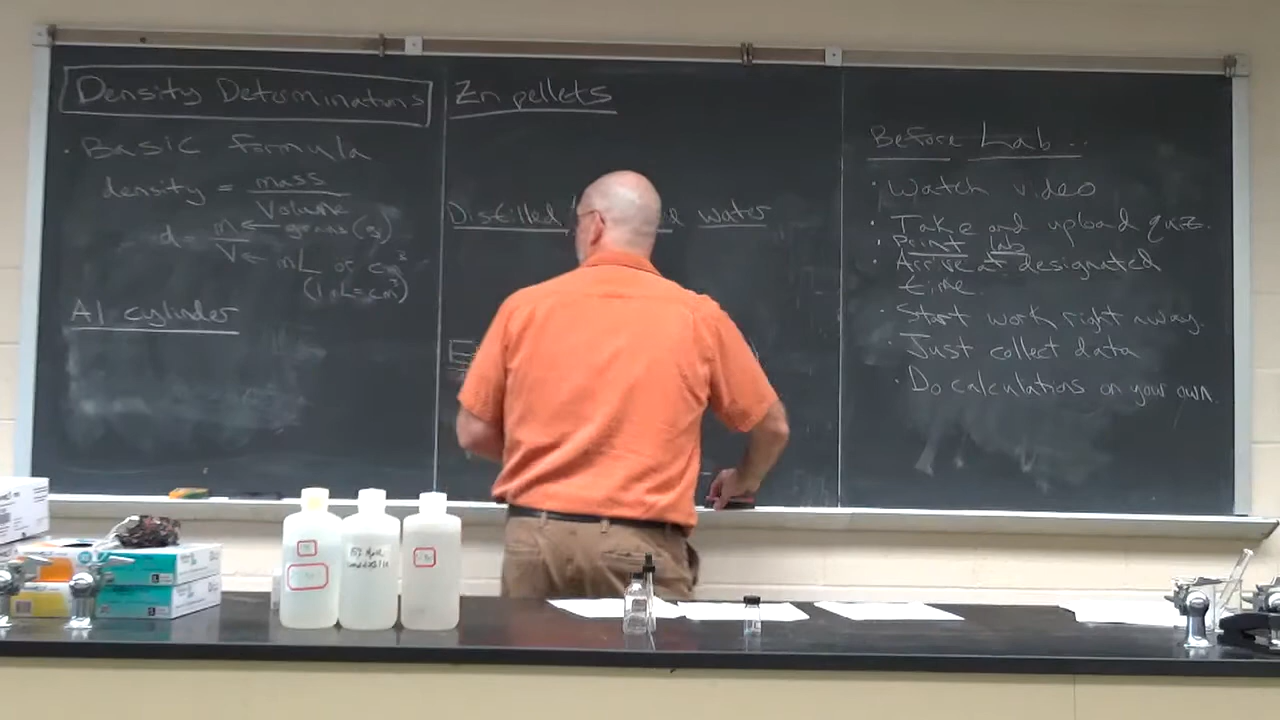 Density Determinations
· Basic formula
density = mass
Volume
d = m ← grams (g)
V ← mL or cm³
(1 mL = cm³)
Al cylinder
Zn pellets
Distilled water
Before Lab...
· Watch video
· Take and upload quiz.
· Print lab
· Arrive at designated
time.
· Start work right away.
· Just collect data
· Do calculations on your own.